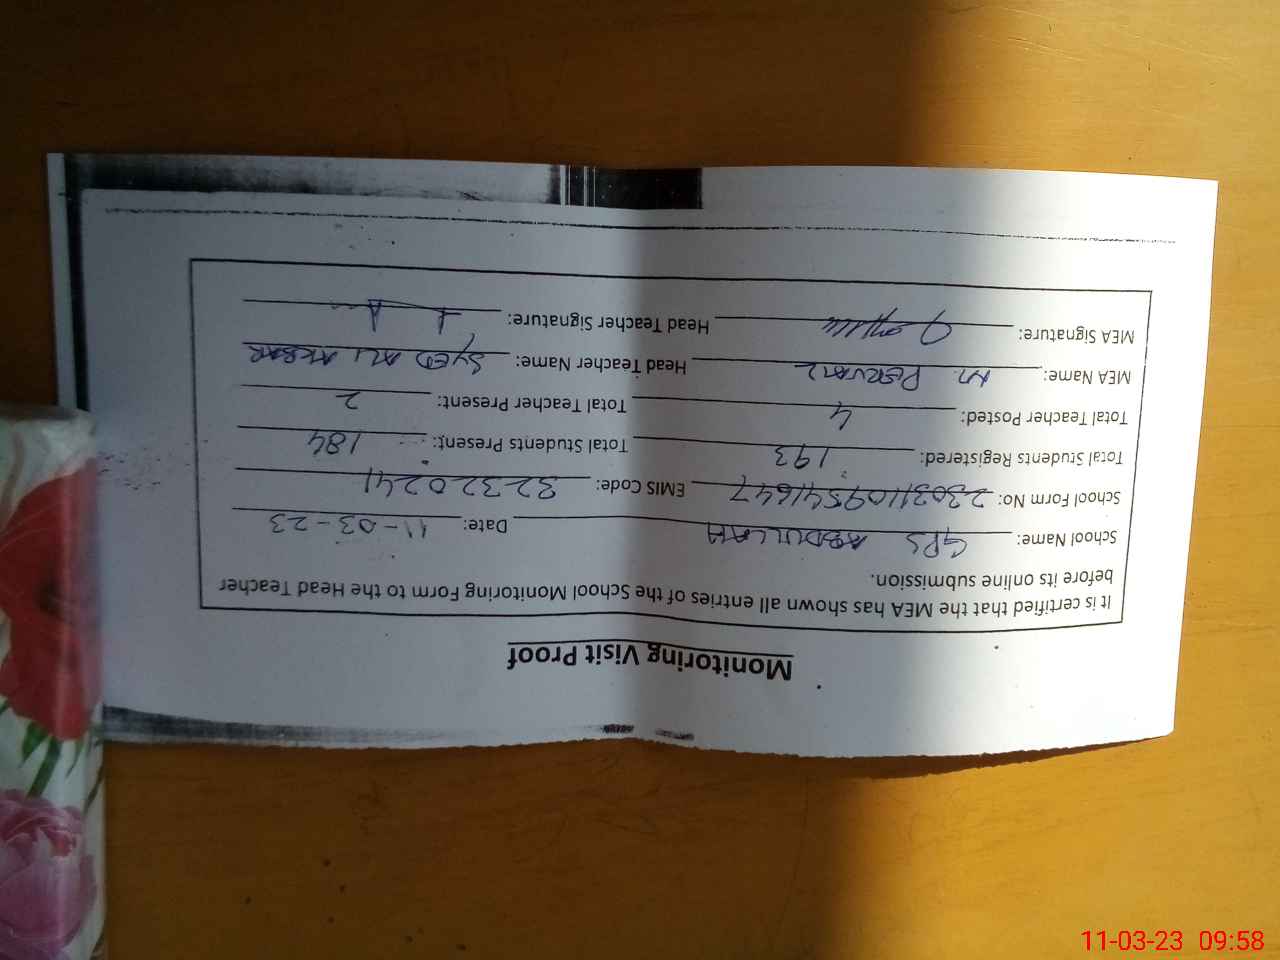 Monitoring Visit Proof
It is certified that the MEA has shown all entries of the School Monitoring Form to the Head Teacher
before its online submission.
School Name: GPS ABDULLAH Date: 11-03-23
School Form No: 2303110954 1647 EMIS Code: 32320241
Total Students Registered: 193 Total Students Present: 184
Total Teacher Posted: 4 Total Teacher Present: 2
MEA Name: M. Head Teacher Name: SYED ALI AKBAR
MEA Signature: Head Teacher Signature:
11-03-23 09:58